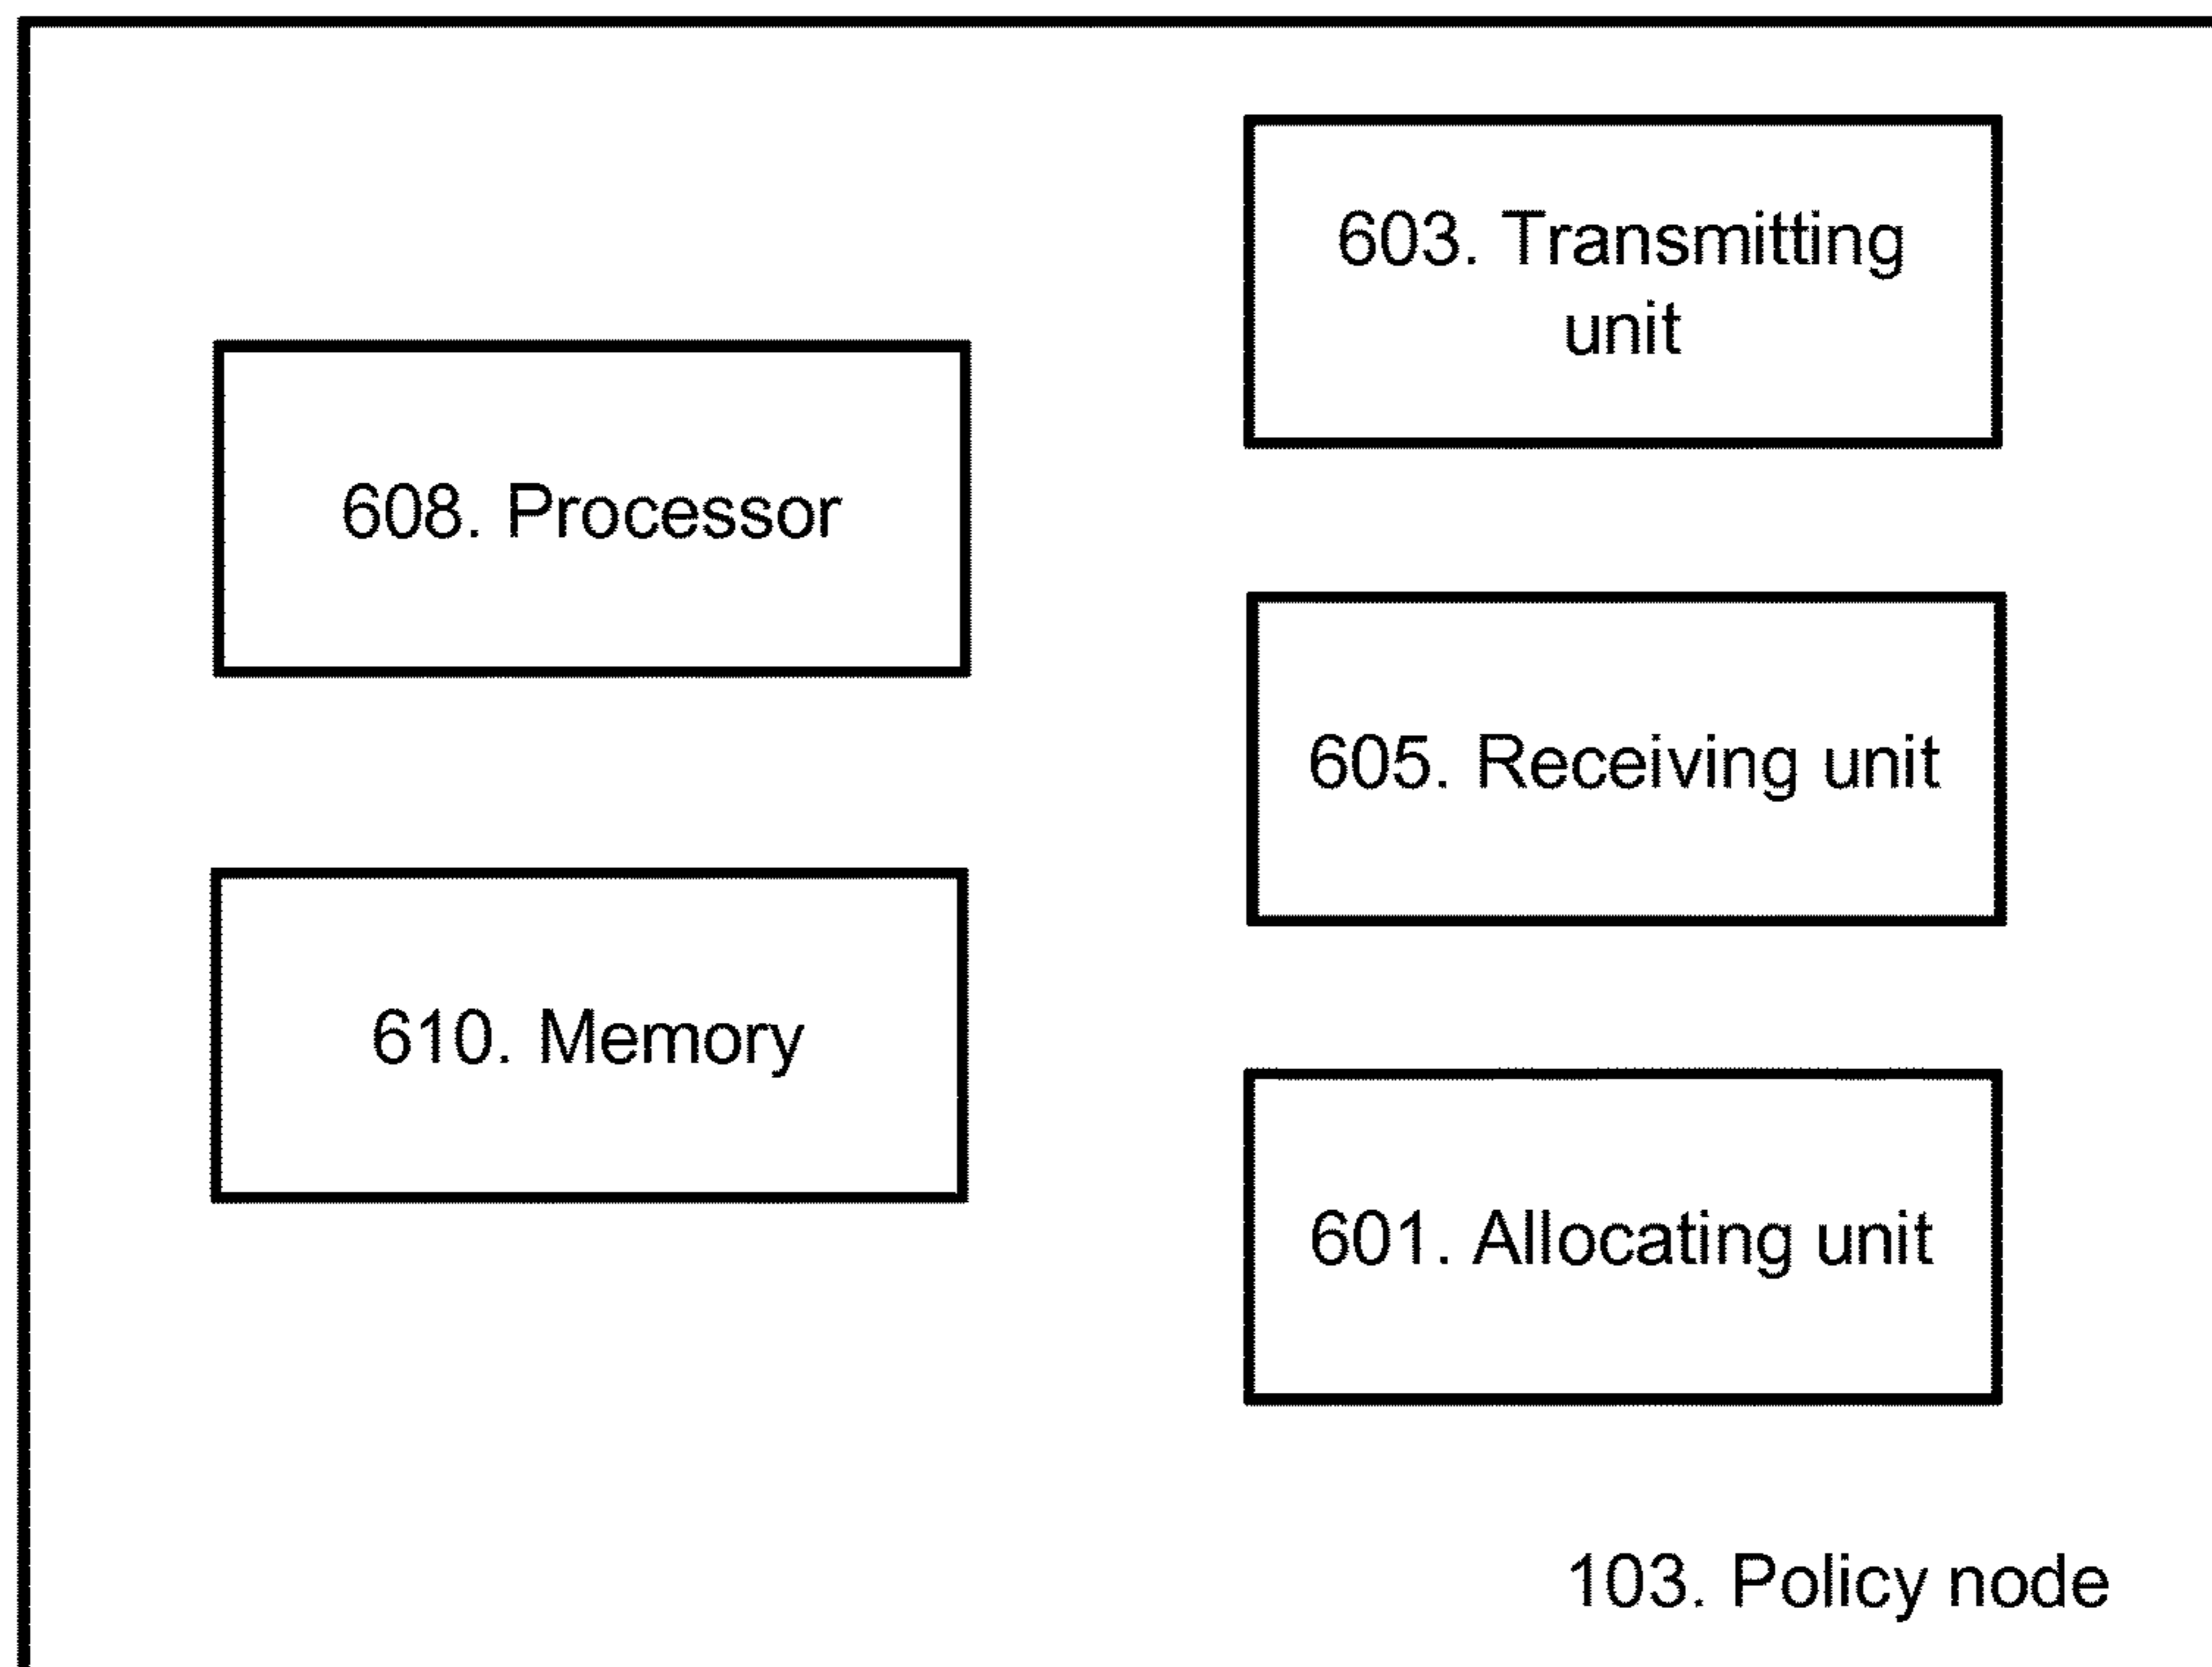 603. Transmitting
unit
608. Processor
605. Receiving unit
610. Memory
601. Allocating unit
103. Policy node